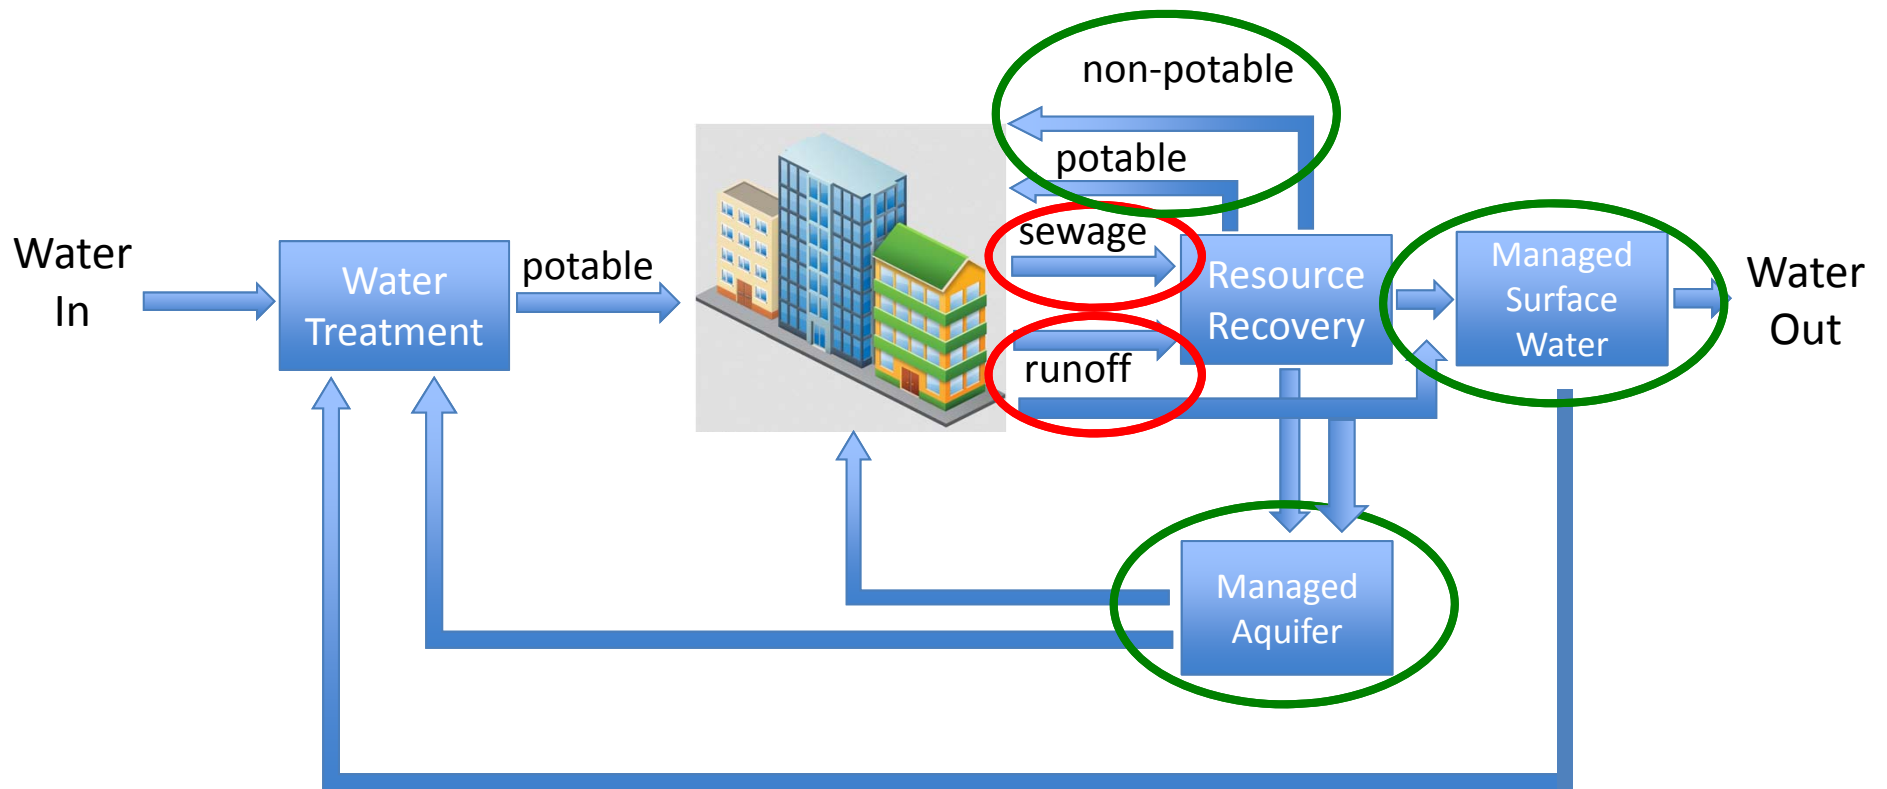 non-potable
potable
sewage
Water
In
Water
Treatment
potable
Resource
Recovery
Managed
Surface
Water
Water
Out
runoff
Managed
Aquifer